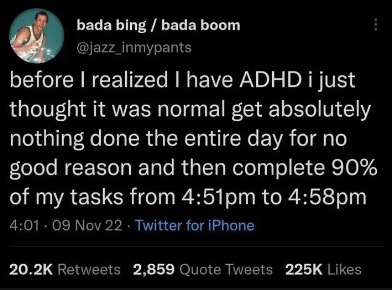 bada bing / bada boom
@jazz_inmypants
before I realized I have ADHD i just
thought it was normal get absolutely
nothing done the entire day for no
good reason and then complete 90%
of my tasks from 4:51pm to 4:58pm
4:01 · 09 Nov 22 · Twitter for iPhone
20.2K Retweets 2,859 Quote Tweets 225K Likes